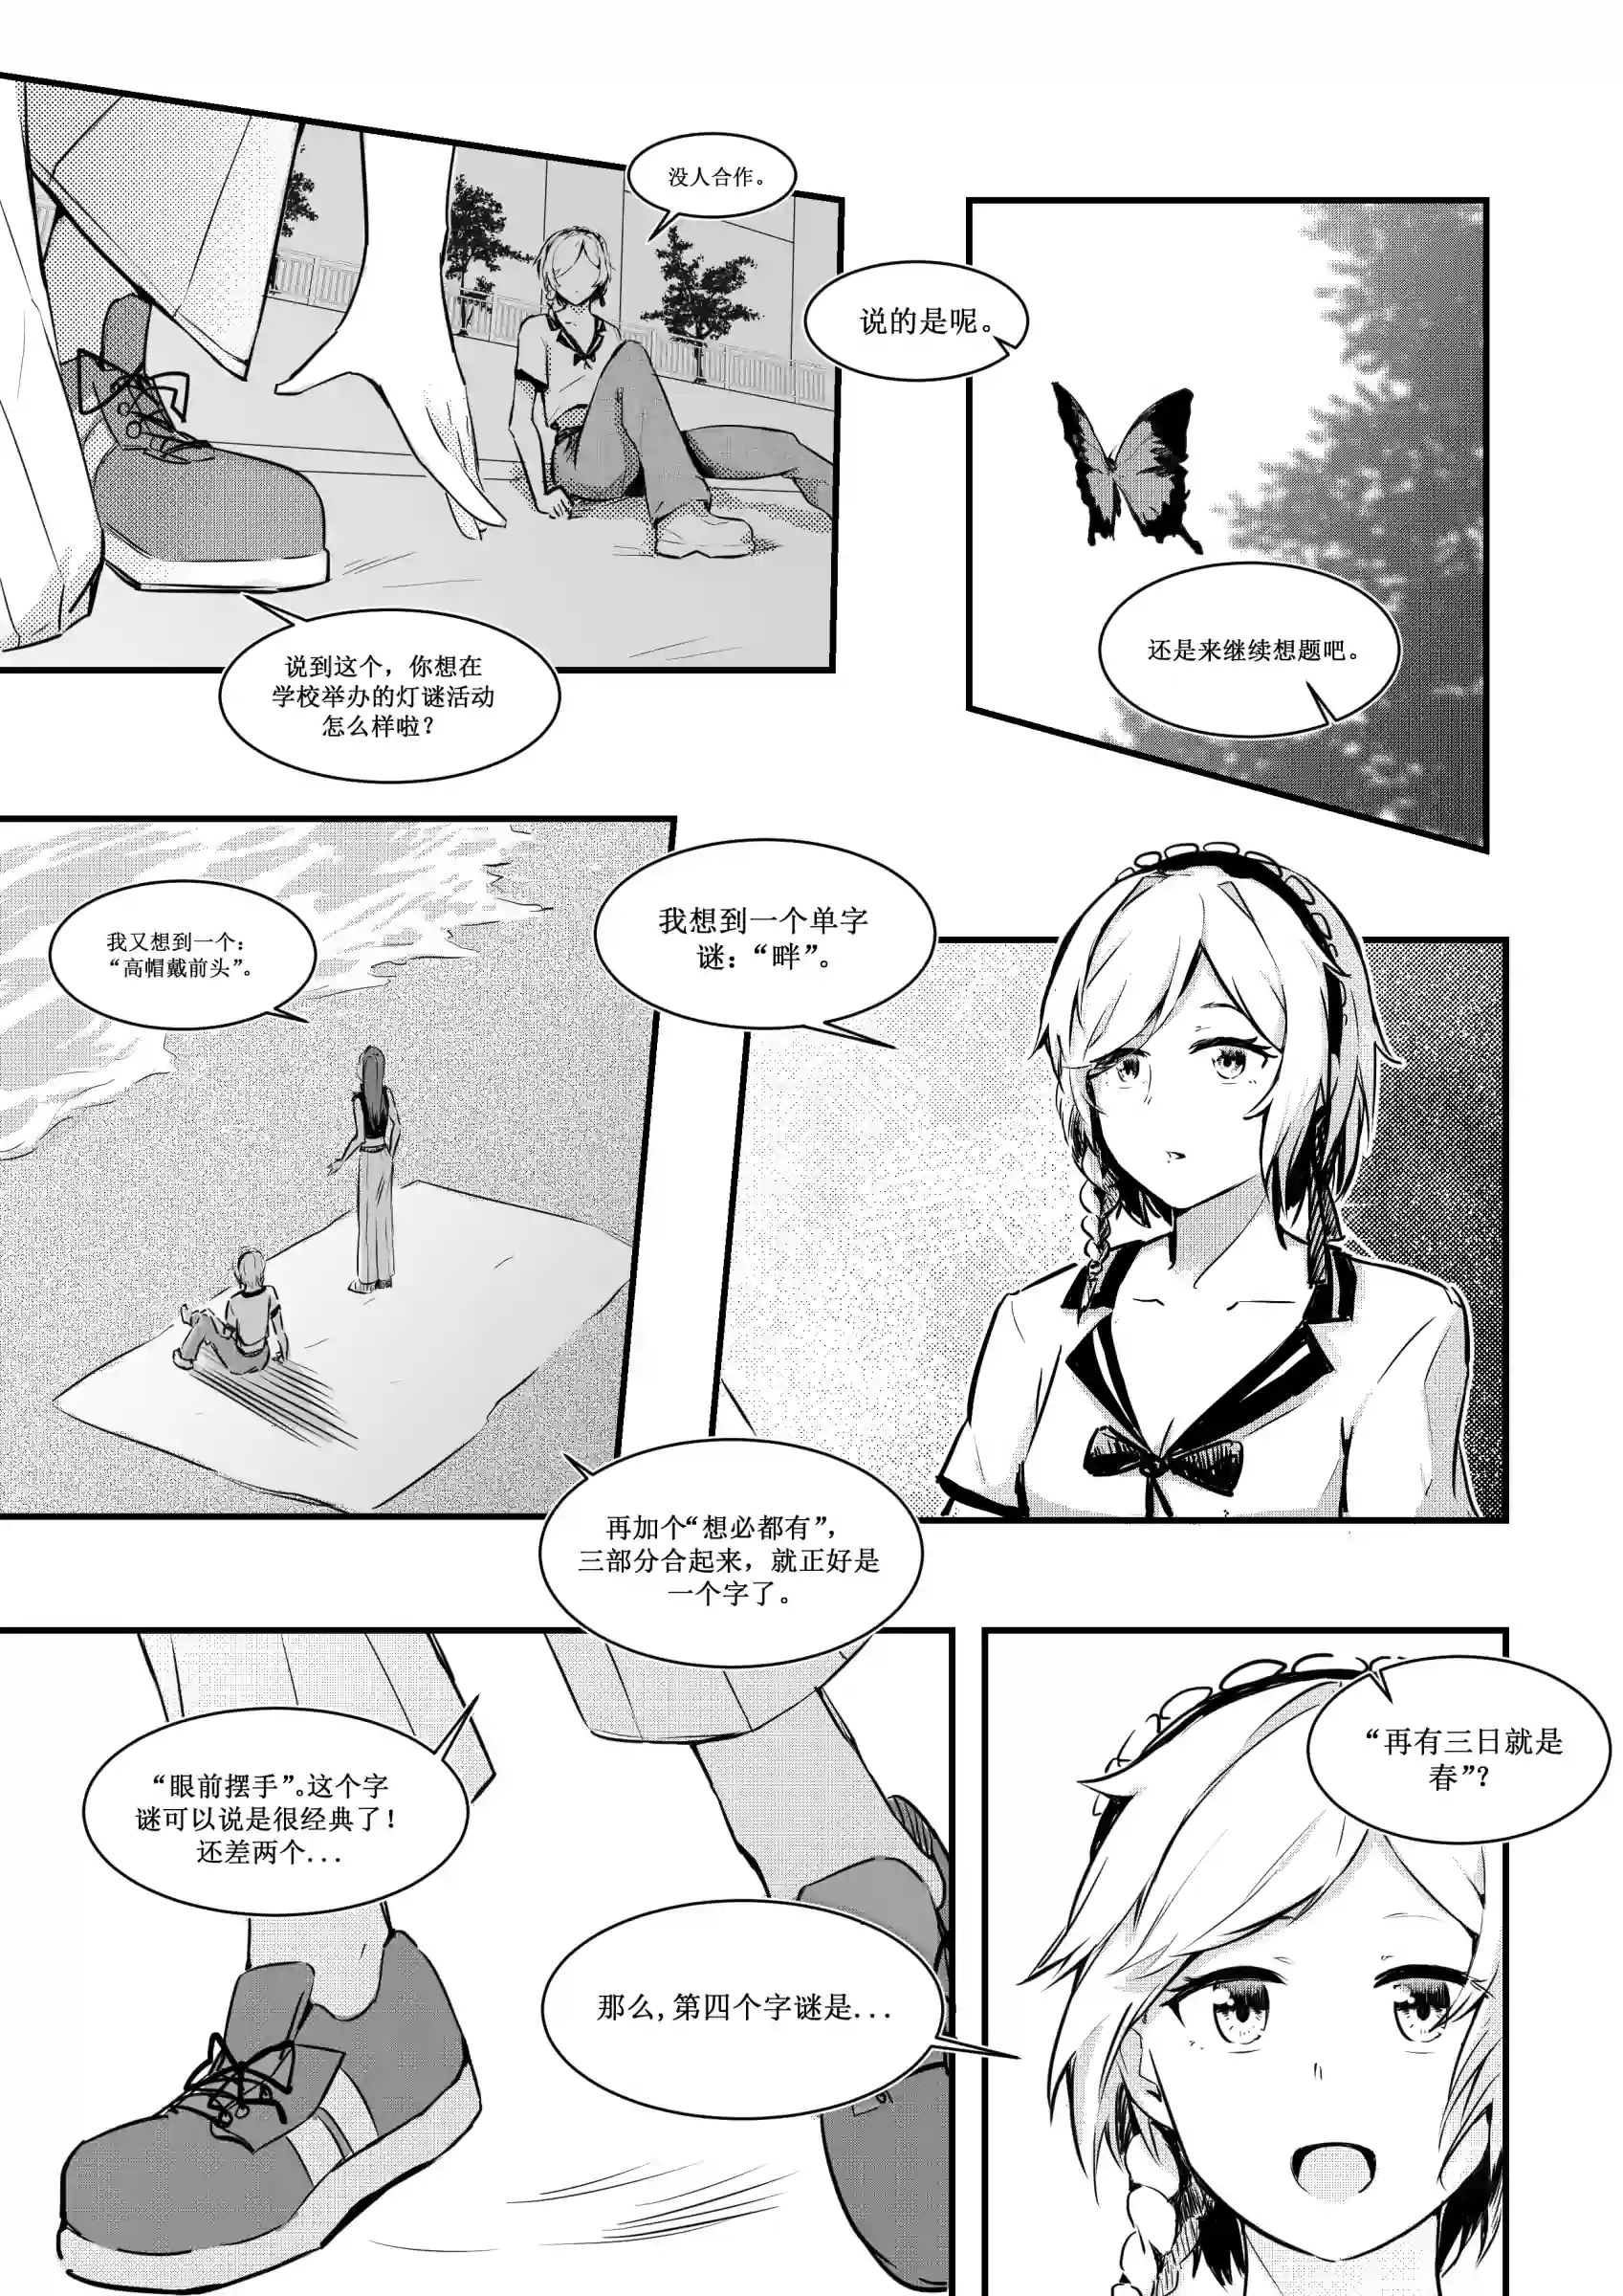 没人合作。
说的是呢。
还是来继续想题吧。
说到这个，你想在
学校举办的灯谜活动
怎么样啦？
我想到一个单字
谜：“畔”。
我又想到一个：
“高帽戴前头”。
再加个“想必都有”，
三部分合起来，就正好是
一个字了。
“再有三日就是
春”？
“眼前摆手”。这个字
谜可以说是很经典了！
还差两个...
那么,第四个字谜是...